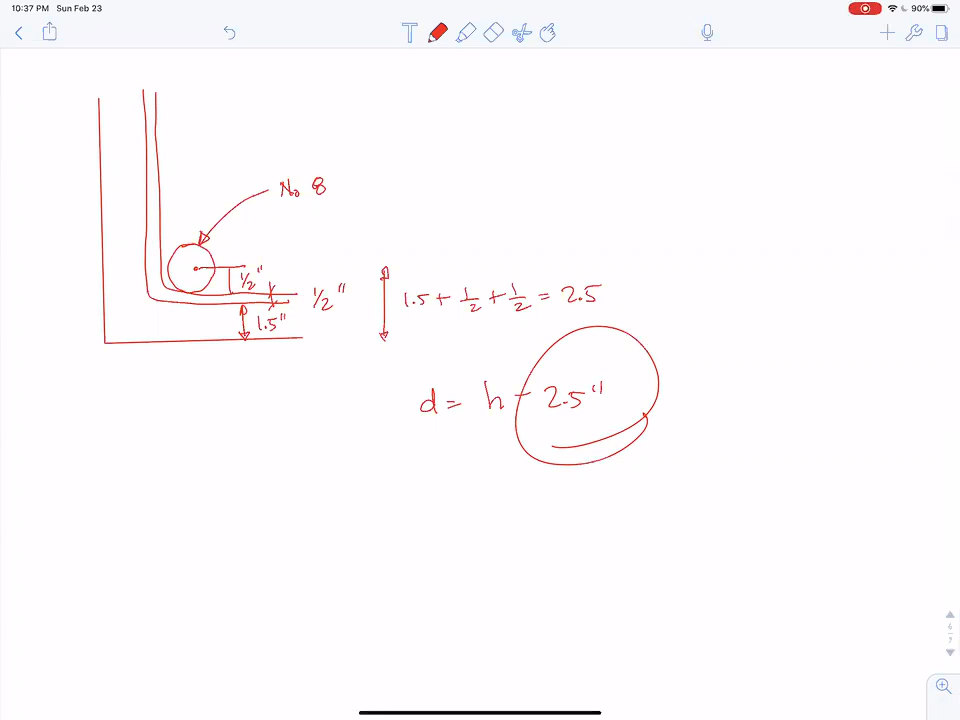 10:37 PM Sun Feb 23
90%
T
No 8
1/2"
1/2"
1.5"
1.5 + 1/2 + 1/2 = 2.5
d = h - 2.5"